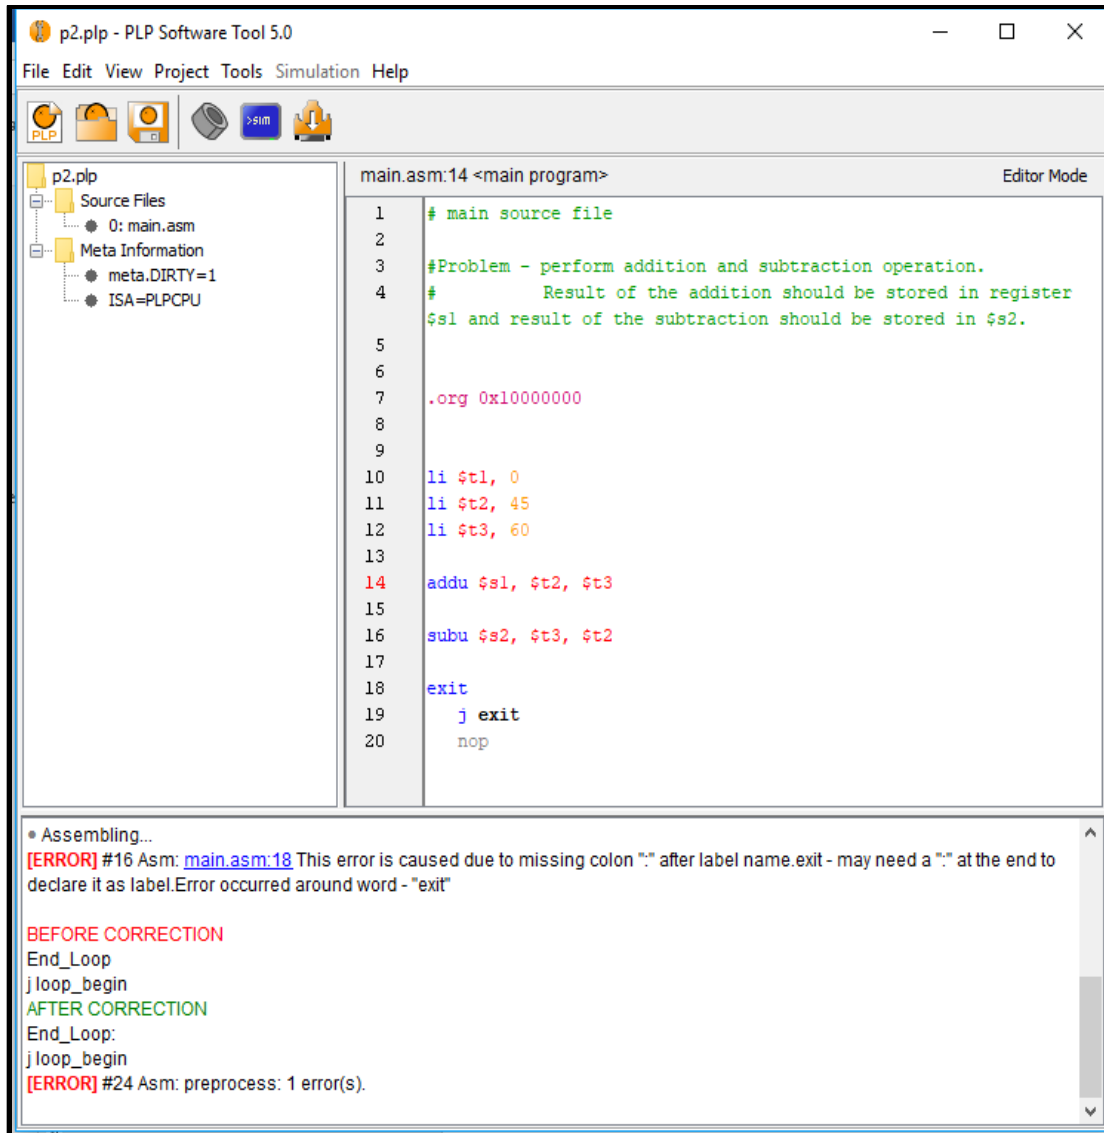 p2.plp - PLP Software Tool 5.0
File Edit View Project Tools Simulation Help
PLP
>sim
p2.plp
Source Files
0: main.asm
Meta Information
meta.DIRTY=1
ISA=PLPCPU
main.asm:14 <main program> Editor Mode
1 # main source file
2
3 #Problem - perform addition and subtraction operation.
4 # Result of the addition should be stored in register
$s1 and result of the subtraction should be stored in $s2.
5
6
7 .org 0x10000000
8
9
10 li $t1, 0
11 li $t2, 45
12 li $t3, 60
13
14 addu $s1, $t2, $t3
15
16 subu $s2, $t3, $t2
17
18 exit
19 j exit
20 nop
Assembling...
[ERROR] #16 Asm: main.asm:18 This error is caused due to missing colon ":" after label name.exit - may need a ":" at the end to
declare it as label.Error occurred around word - "exit"
BEFORE CORRECTION
End_Loop
j loop_begin
AFTER CORRECTION
End_Loop:
j loop_begin
[ERROR] #24 Asm: preprocess: 1 error(s).